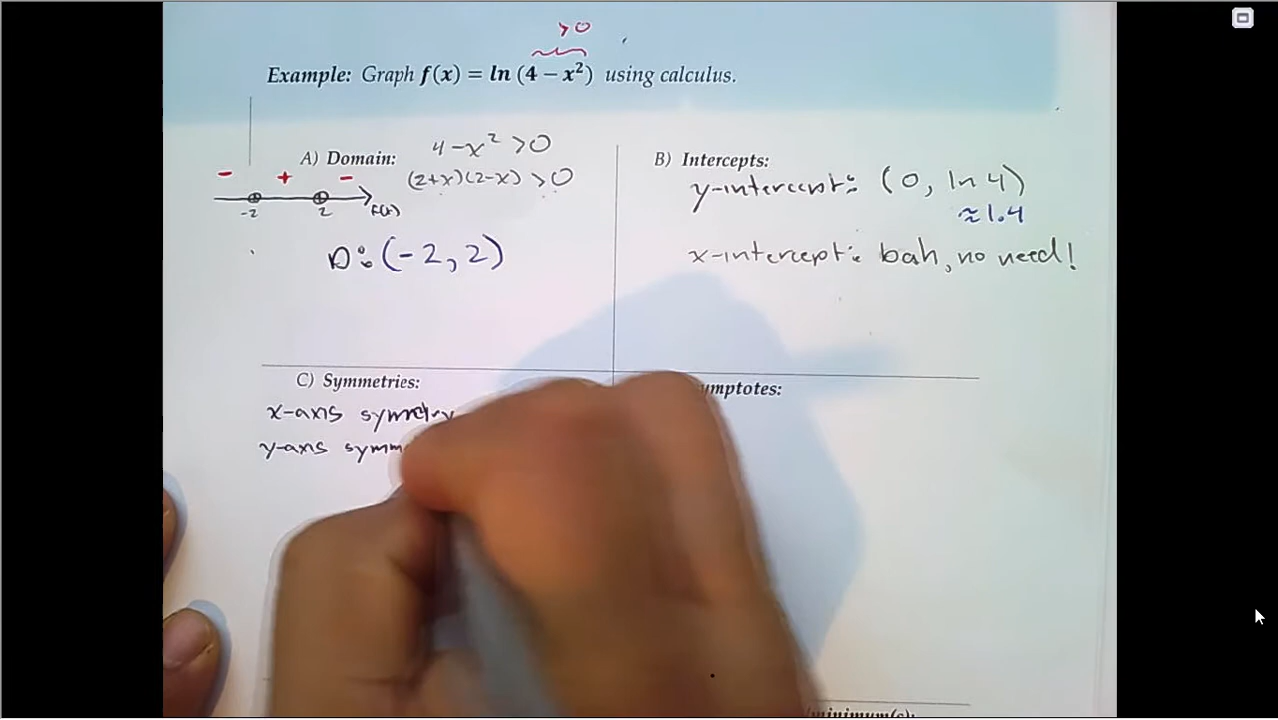 >0
Example: Graph f(x) = ln (4 − x²) using calculus.
A) Domain:
4-x² >0
(2+x)(2-x) >0
- + -
-2 2
D: (-2, 2)
B) Intercepts:
y-intercept: (0, ln 4)
≈1.4
x-intercept: bah, no need!
C) Symmetries:
x-axis
y-axis